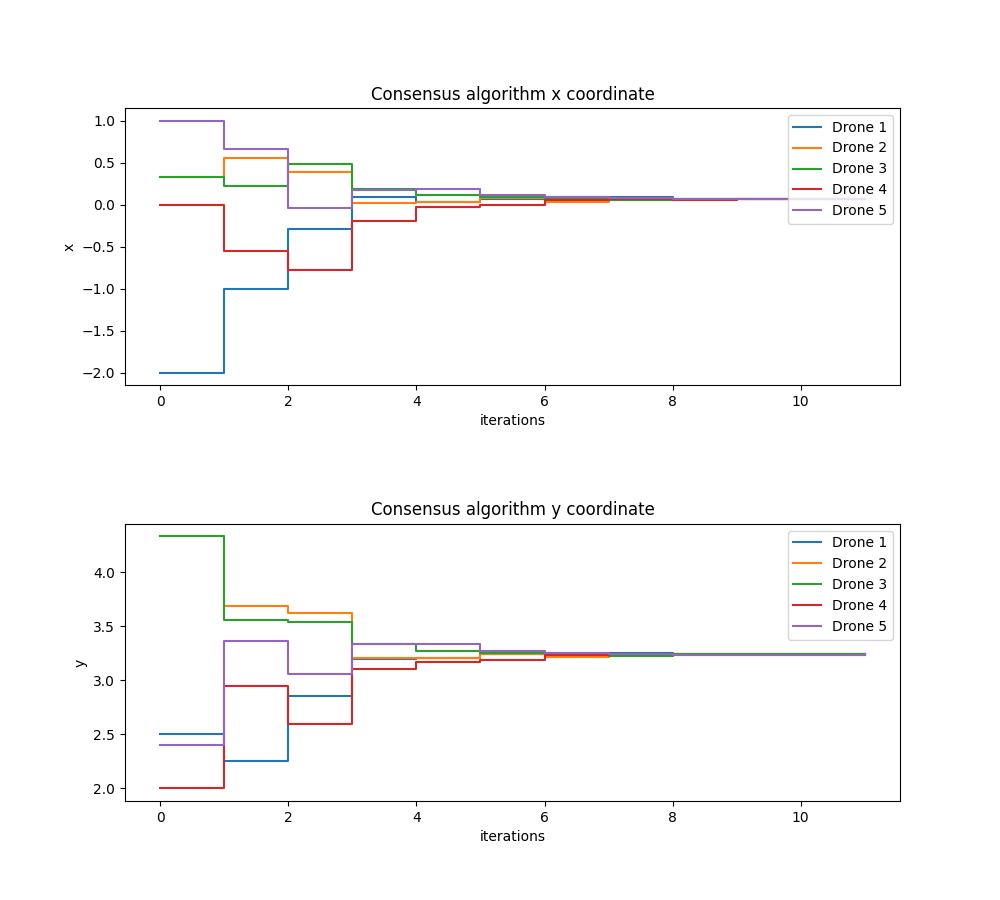 Consensus algorithm x coordinate
1.0
0.5
0.0
−0.5
−1.0
−1.5
−2.0
x
0 2 4 6 8 10
iterations
Drone 1
Drone 2
Drone 3
Drone 4
Drone 5
Consensus algorithm y coordinate
4.0
3.5
3.0
2.5
2.0
y
0 2 4 6 8 10
iterations
Drone 1
Drone 2
Drone 3
Drone 4
Drone 5